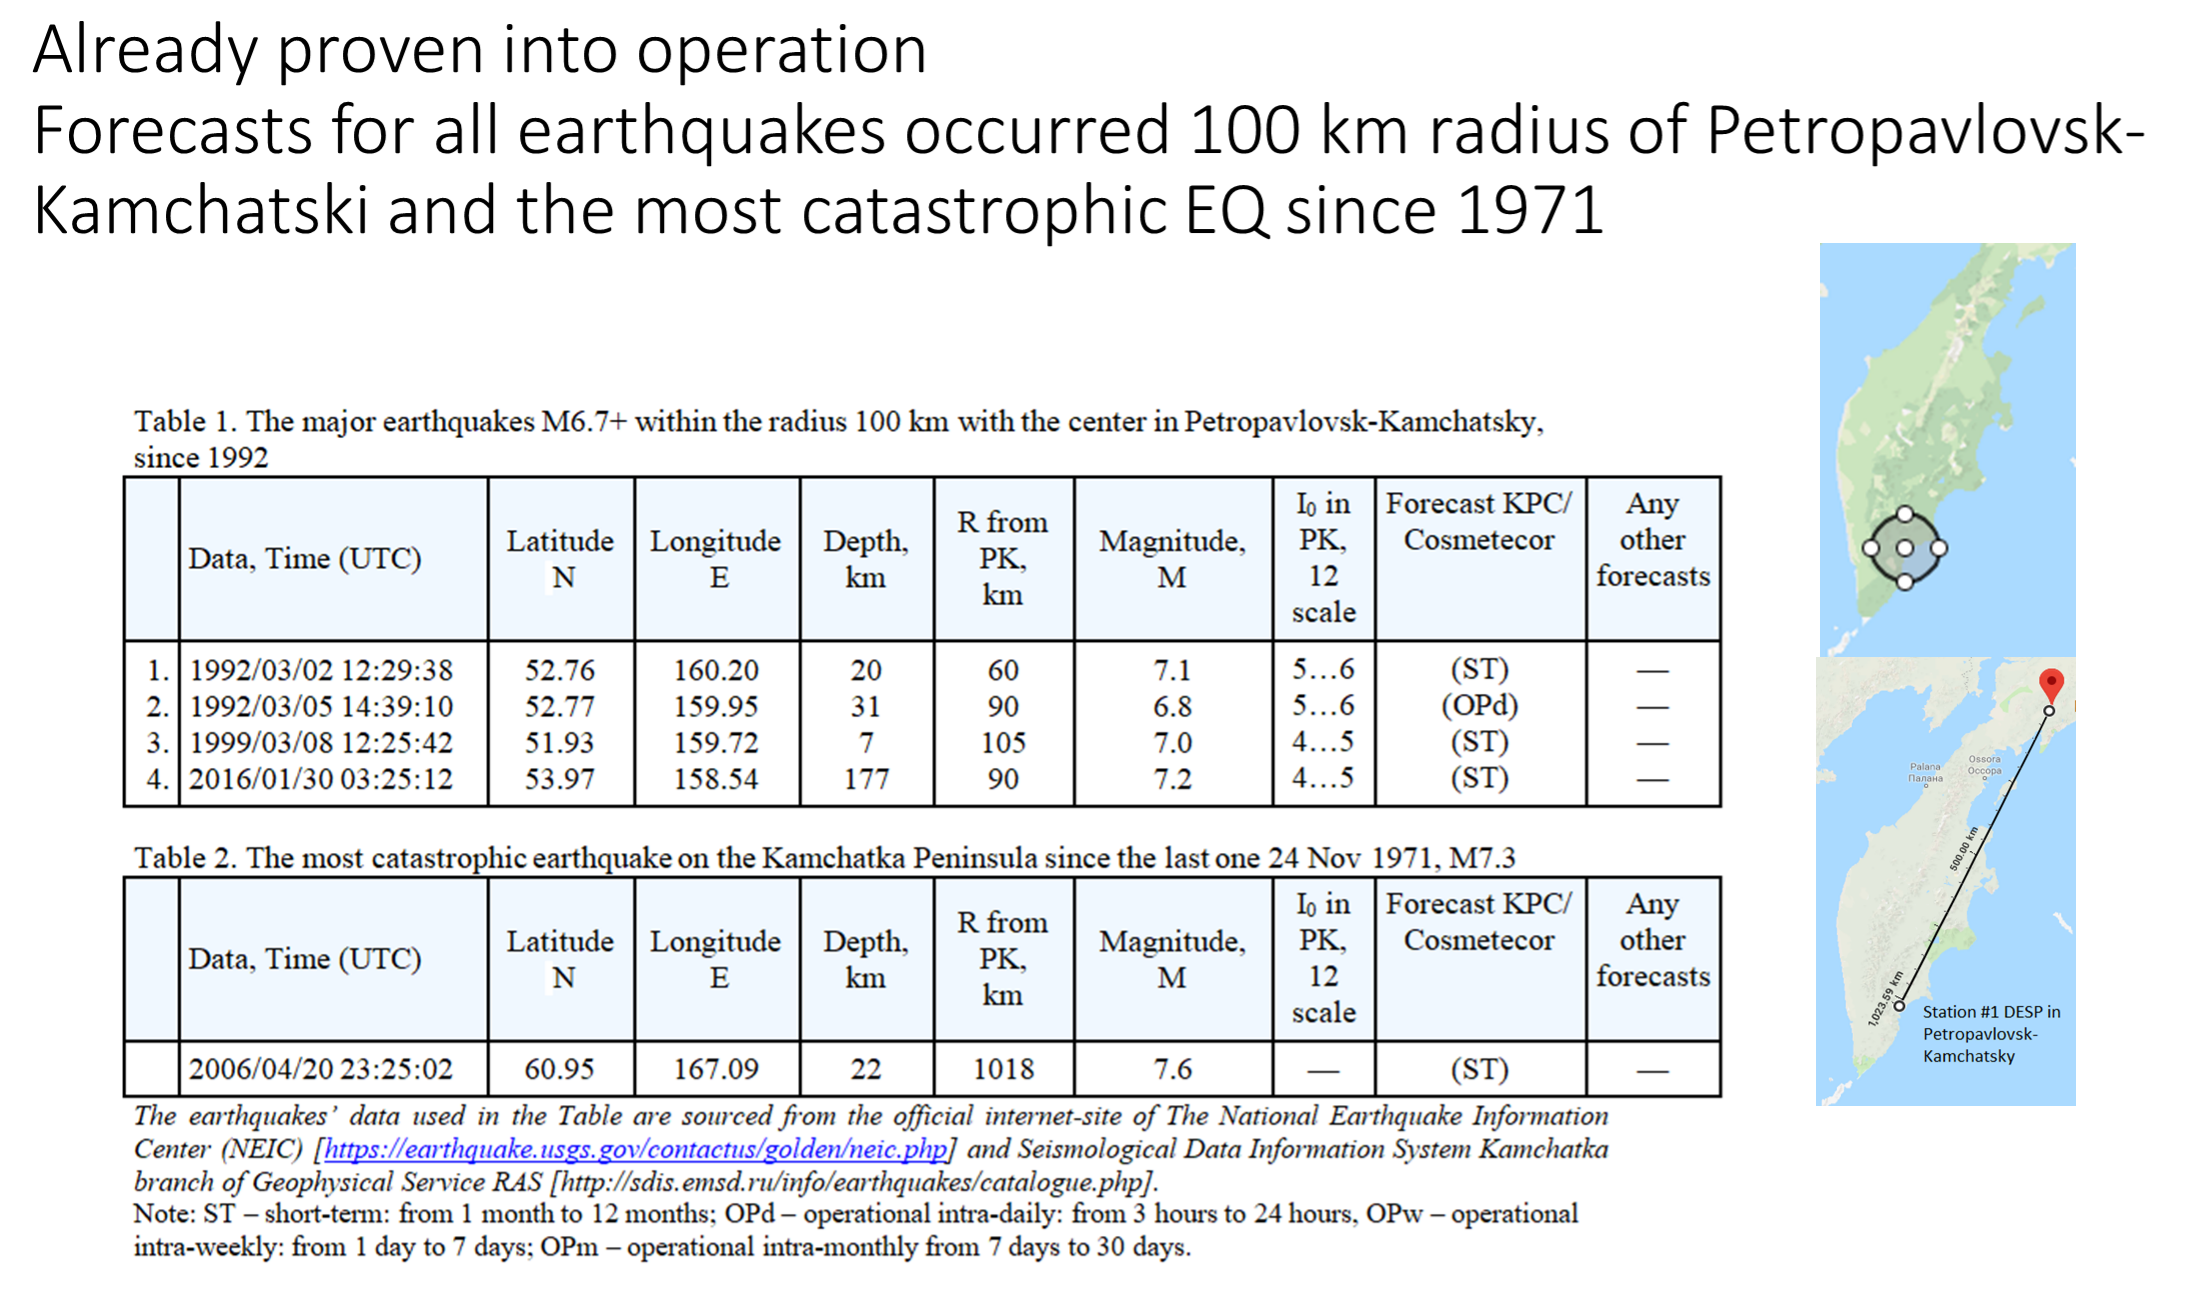 Already proven into operation
Forecasts for all earthquakes occurred 100 km radius of Petropavlovsk-
Kamchatski and the most catastrophic EQ since 1971
Table 1. The major earthquakes M6.7+ within the radius 100 km with the center in Petropavlovsk-Kamchatsky,
since 1992
Data, Time (UTC) Latitude N Longitude E Depth, km R from PK, km Magnitude, M I₀ in PK, 12 scale Forecast KPC/ Cosmetecor Any other forecasts
1. 1992/03/02 12:29:38 52.76 160.20 20 60 7.1 5...6 (ST) —
2. 1992/03/05 14:39:10 52.77 159.95 31 90 6.8 5...6 (OPd) —
3. 1999/03/08 12:25:42 51.93 159.72 7 105 7.0 4...5 (ST) —
4. 2016/01/30 03:25:12 53.97 158.54 177 90 7.2 4...5 (ST) —
Table 2. The most catastrophic earthquake on the Kamchatka Peninsula since the last one 24 Nov 1971, M7.3
Data, Time (UTC) Latitude N Longitude E Depth, km R from PK, km Magnitude, M I₀ in PK, 12 scale Forecast KPC/ Cosmetecor Any other forecasts
2006/04/20 23:25:02 60.95 167.09 22 1018 7.6 — (ST) —
The earthquakes' data used in the Table are sourced from the official internet-site of The National Earthquake Information
Center (NEIC) [https://earthquake.usgs.gov/contactus/golden/neic.php] and Seismological Data Information System Kamchatka
branch of Geophysical Service RAS [http://sdis.emsd.ru/info/earthquakes/catalogue.php].
Note: ST – short-term: from 1 month to 12 months; OPd – operational intra-daily: from 3 hours to 24 hours, OPw – operational
intra-weekly: from 1 day to 7 days; OPm – operational intra-monthly from 7 days to 30 days.
Ossora
Оссора
Palana
Палана
500.00 km
1,023.59 km
Station #1 DESP in
Petropavlovsk-
Kamchatsky